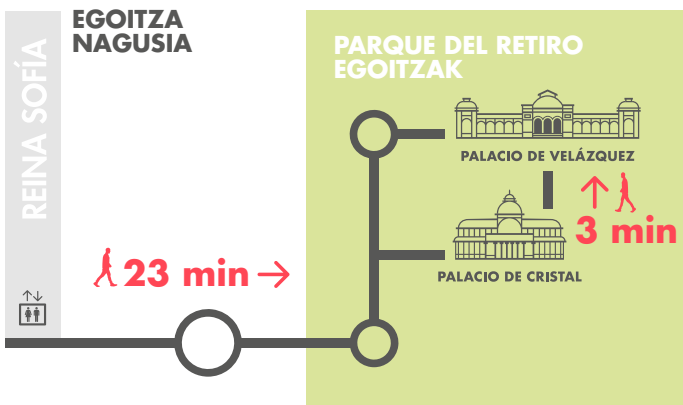 REINA SOFÍA
EGOITZA
NAGUSIA
PARQUE DEL RETIRO
EGOITZAK
PALACIO DE VELÁZQUEZ
3 min
23 min
PALACIO DE CRISTAL